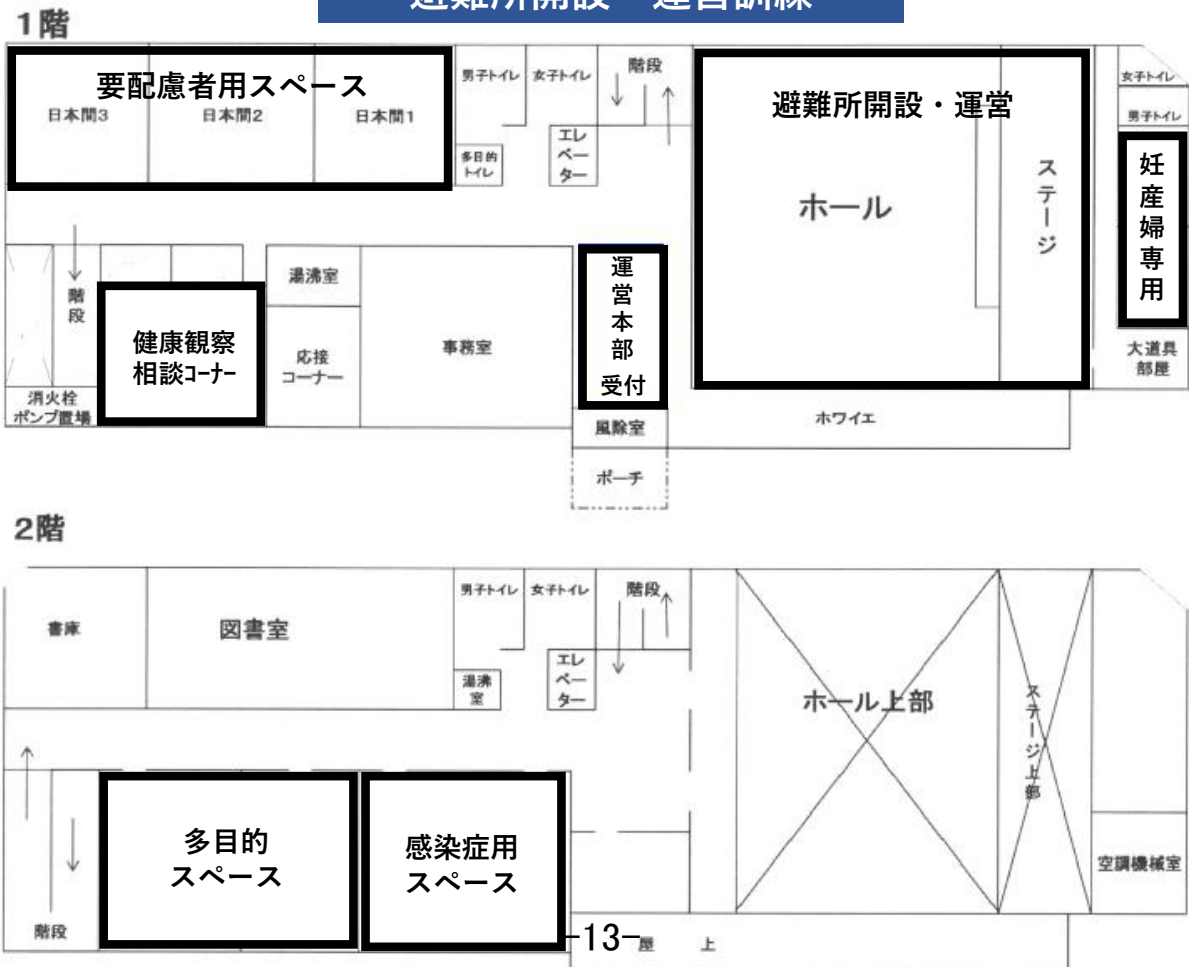 避難所開設 運営訓練
1階
要配慮者用スペース
日本間3
日本間2
日本間1
男子トイレ
女子トイレ
階段
多目的
トイレ
エレ
ベー
ター
避難所開設・運営
ホール
ステージ
女子トイレ
男子トイレ
妊産婦専用
大道具
部屋
階段
消火栓
ポンプ置場
健康観察
相談ｺｰﾅｰ
湯沸室
応接
コーナー
事務室
運営本部
受付
風除室
ポーチ
ホワイエ
2階
書庫
図書室
男子トイレ
女子トイレ
階段
湯沸
室
エレ
ベー
ター
ホール上部
ステージ上部
空調機械室
階段
多目的
スペース
感染症用
スペース
-13-
屋上